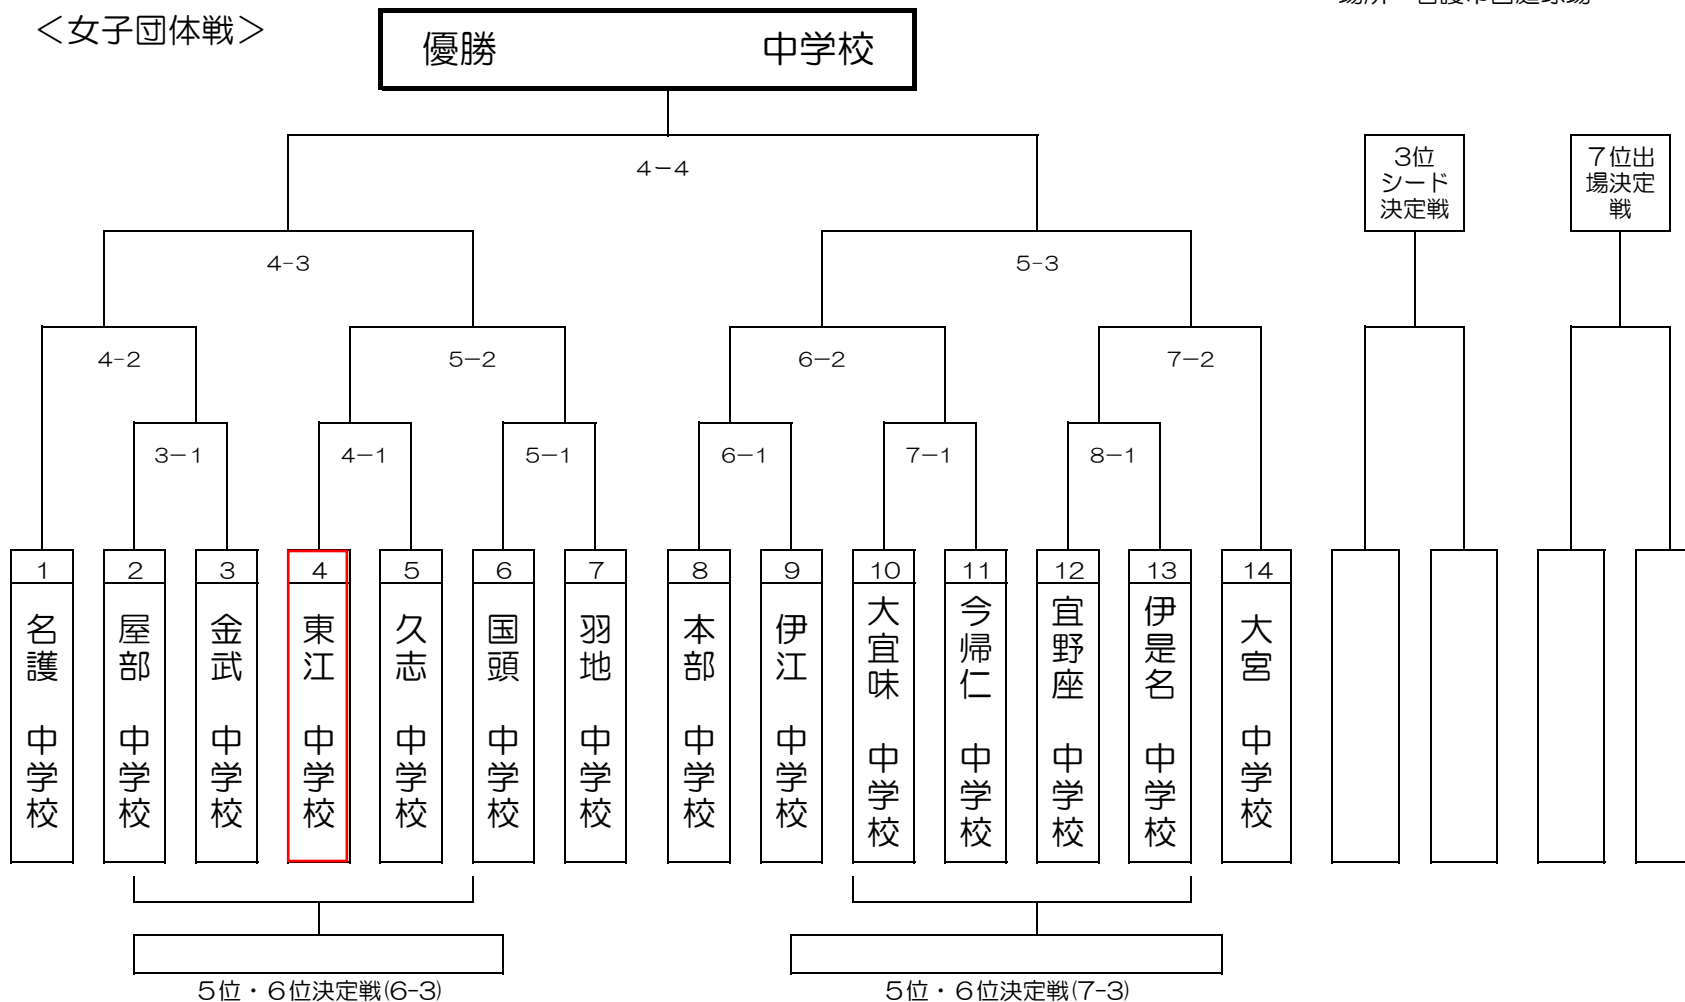 ＜女子団体戦＞
優勝　中学校
3位
シード
決定戦
７位出
場決定
戦
4－4
4-3
5-3
4-2
5－2
6－2
7－2
3－1
4－1
5－1
6－1
7－1
8－1
1
名護 中学校
2
屋部 中学校
3
金武 中学校
4
東江 中学校
5
久志 中学校
6
国頭 中学校
7
羽地 中学校
8
本部 中学校
9
伊江 中学校
10
大宜味 中学校
11
今帰仁 中学校
12
宜野座 中学校
13
伊是名 中学校
14
大宮 中学校
５位・６位決定戦(6-3)
５位・６位決定戦(7-3)